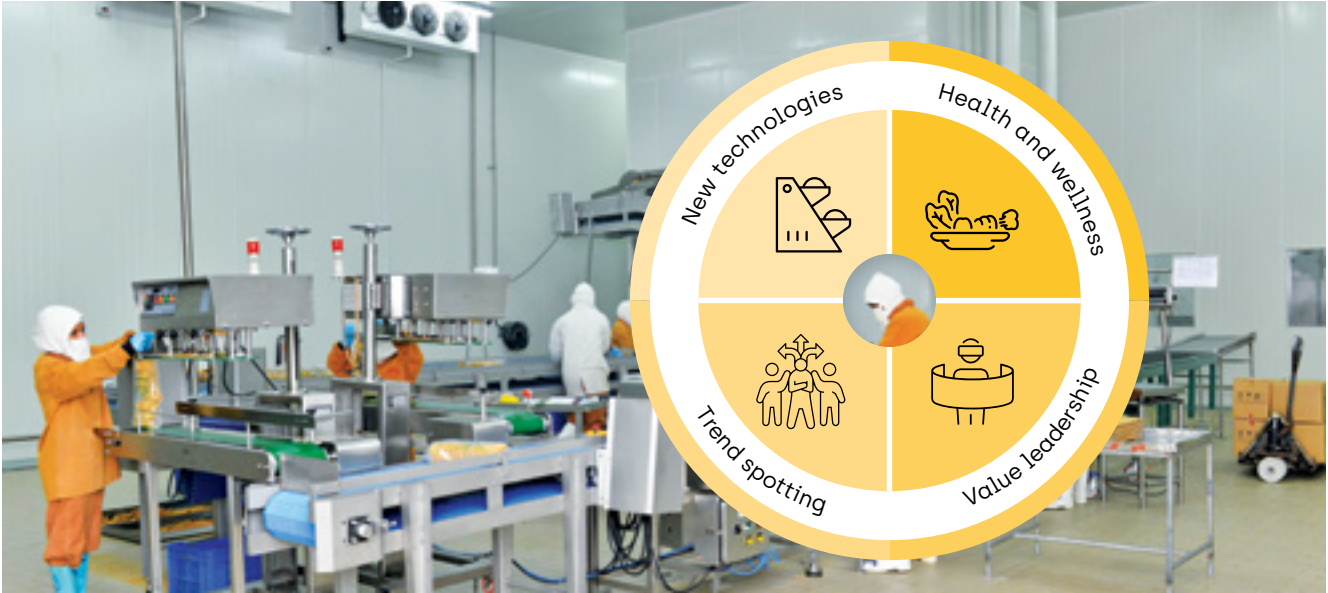 New technologies
Health and wellness
Trend spotting
Value leadership